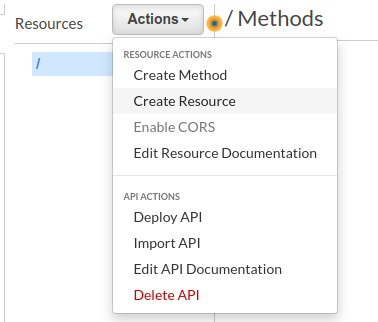 Resources
Actions
/ Methods
/
RESOURCE ACTIONS
Create Method
Create Resource
Enable CORS
Edit Resource Documentation
API ACTIONS
Deploy API
Import API
Edit API Documentation
Delete API